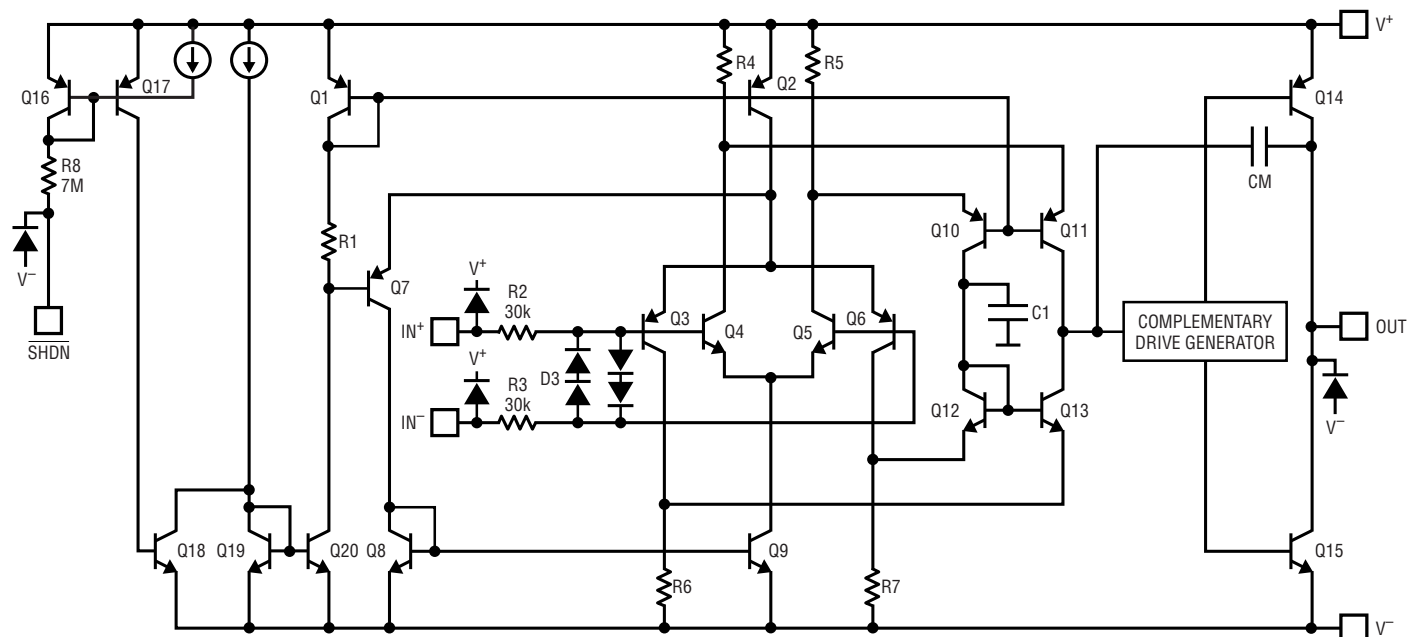 V+
R4
R5
Q16
Q17
Q1
Q2
Q14
R8
7M
CM
R1
Q10
Q11
V−
Q7
V+
R2
30k
Q3
Q4
Q5
Q6
C1
IN+
COMPLEMENTARY
DRIVE GENERATOR
OUT
SHDN
V+
R3
30k
D3
IN−
Q12
Q13
V−
Q18
Q19
Q20
Q8
Q9
Q15
R6
R7
V−